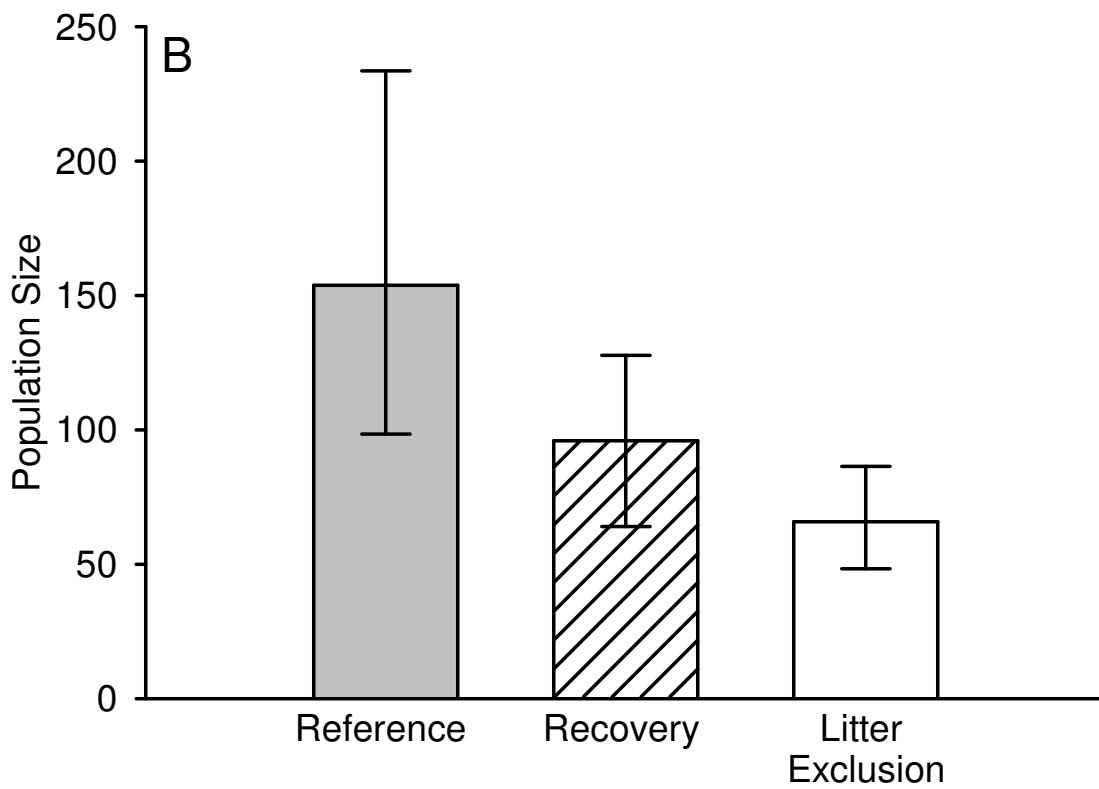 B
Population Size
250
200
150
100
50
0
Reference
Recovery
Litter
Exclusion